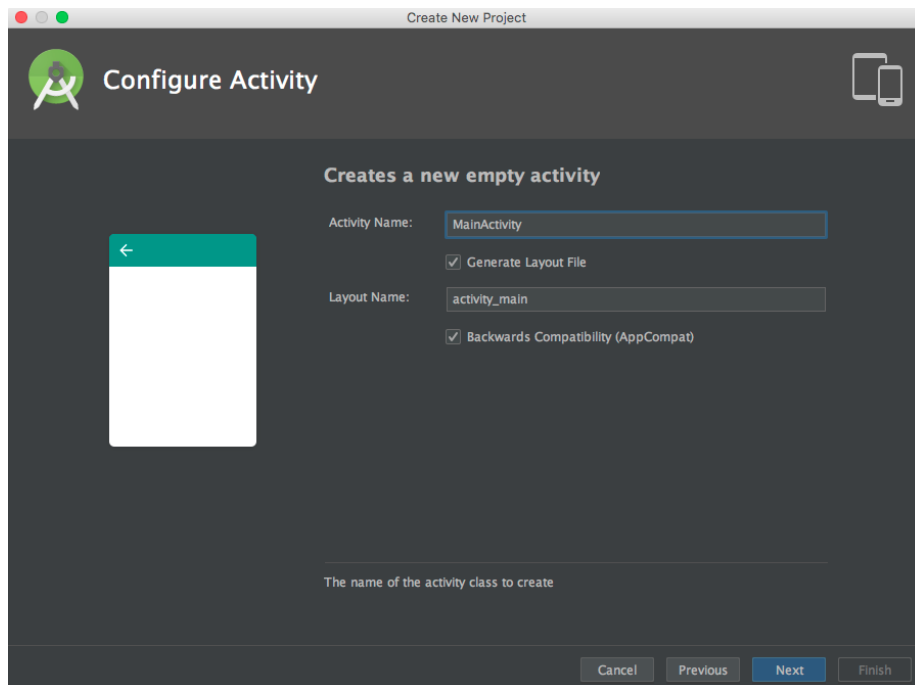 Create New Project
Configure Activity
Creates a new empty activity
Activity Name: MainActivity
Generate Layout File
Layout Name: activity_main
Backwards Compatibility (AppCompat)
The name of the activity class to create
Cancel Previous Next Finish